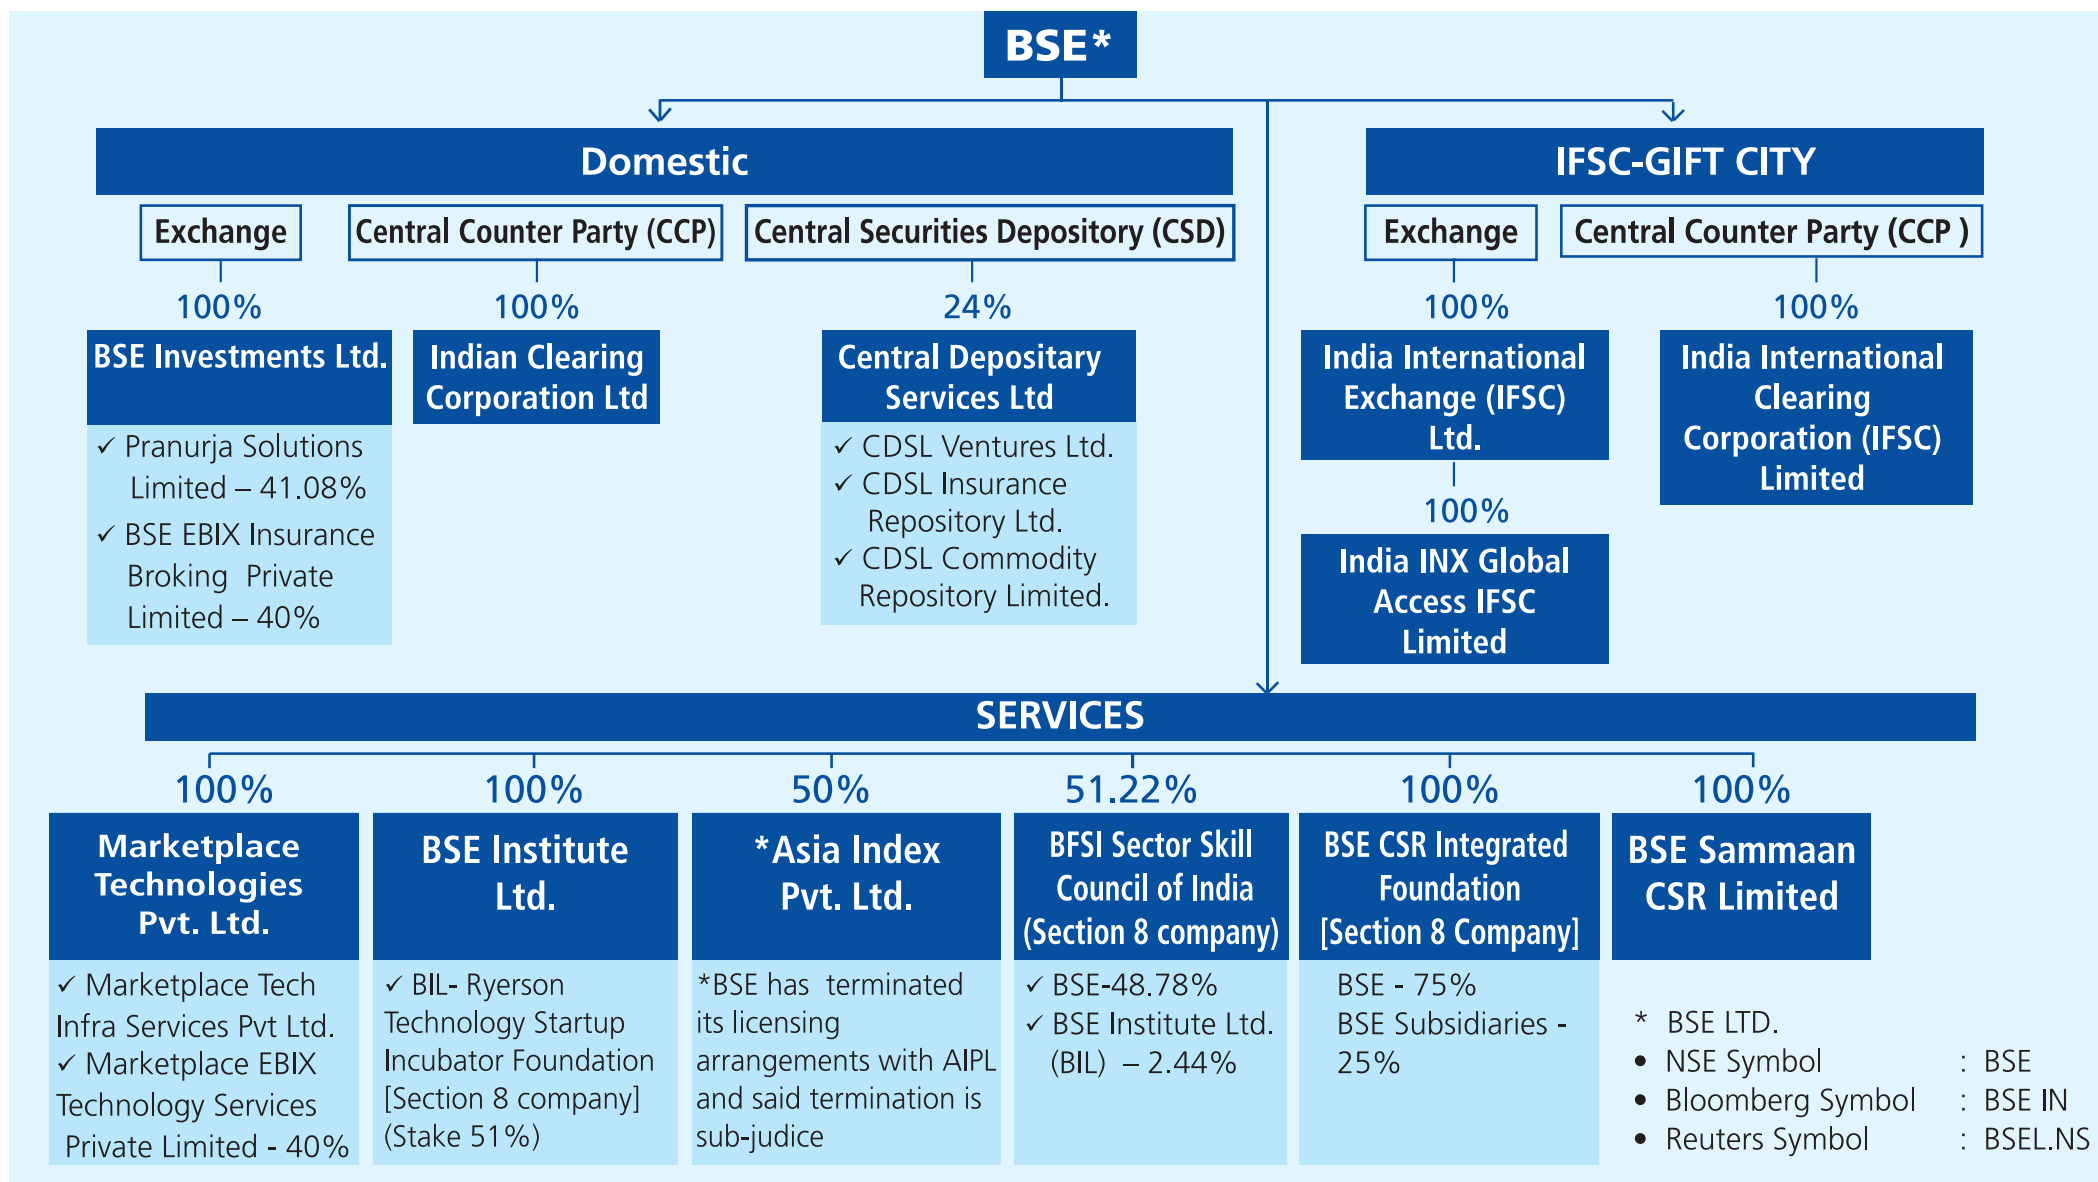 BSE*
Domestic
IFSC-GIFT CITY
Exchange
Central Counter Party (CCP)
Central Securities Depository (CSD)
Exchange
Central Counter Party (CCP )
100%
100%
24%
100%
100%
BSE Investments Ltd.
✓ Pranurja Solutions
Limited – 41.08%
✓ BSE EBIX Insurance
Broking Private
Limited – 40%
Indian Clearing
Corporation Ltd
Central Depositary
Services Ltd
✓ CDSL Ventures Ltd.
✓ CDSL Insurance
Repository Ltd.
✓ CDSL Commodity
Repository Limited.
India International
Exchange (IFSC)
Ltd.
100%
India INX Global
Access IFSC
Limited
India International
Clearing
Corporation (IFSC)
Limited
SERVICES
100%
100%
50%
51.22%
100%
100%
Marketplace
Technologies
Pvt. Ltd.
✓ Marketplace Tech
Infra Services Pvt Ltd.
✓ Marketplace EBIX
Technology Services
Private Limited - 40%
BSE Institute
Ltd.
✓ BIL- Ryerson
Technology Startup
Incubator Foundation
[Section 8 company]
(Stake 51%)
*Asia Index
Pvt. Ltd.
*BSE has terminated
its licensing
arrangements with AIPL
and said termination is
sub-judice
BFSI Sector Skill
Council of India
(Section 8 company)
✓ BSE-48.78%
✓ BSE Institute Ltd.
(BIL) – 2.44%
BSE CSR Integrated
Foundation
[Section 8 Company]
BSE - 75%
BSE Subsidiaries -
25%
BSE Sammaan
CSR Limited
* BSE LTD.
• NSE Symbol : BSE
• Bloomberg Symbol : BSE IN
• Reuters Symbol : BSEL.NS